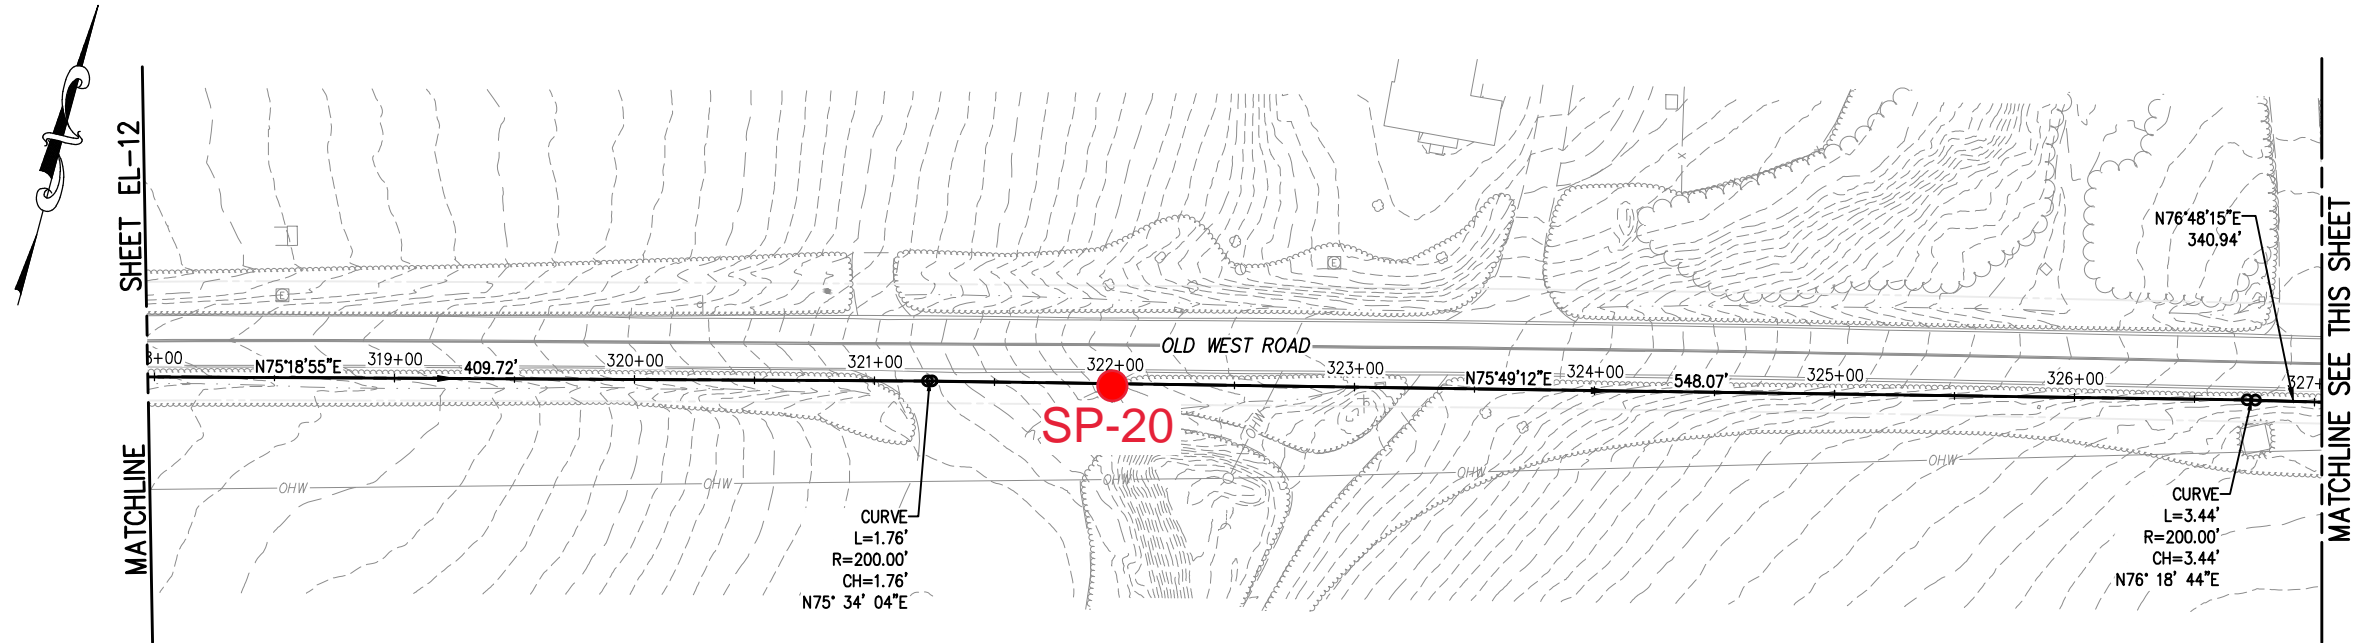 SHEET EL-12
MATCHLINE
N76°48'15"E
340.94'
MATCHLINE SEE THIS SHEET
OLD WEST ROAD
8+00
319+00
320+00
321+00
322+00
323+00
324+00
325+00
326+00
327+
N75°18'55"E
409.72'
N75°49'12"E
548.07'
SP-20
E
E
OHW
OHW
OHW
OHW
OHW
OHW
CURVE
L=1.76'
R=200.00'
CH=1.76'
N75° 34' 04"E
CURVE
L=3.44'
R=200.00'
CH=3.44'
N76° 18' 44"E